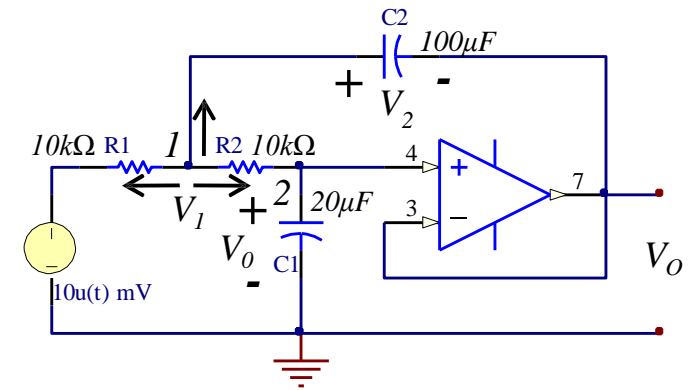 C2
100µF
+ -
V2
10kΩ R1 1 R2 10kΩ
4 +
7
V1
+ 2 20µF
3 −
V0
C1
-
VO
10u(t) mV